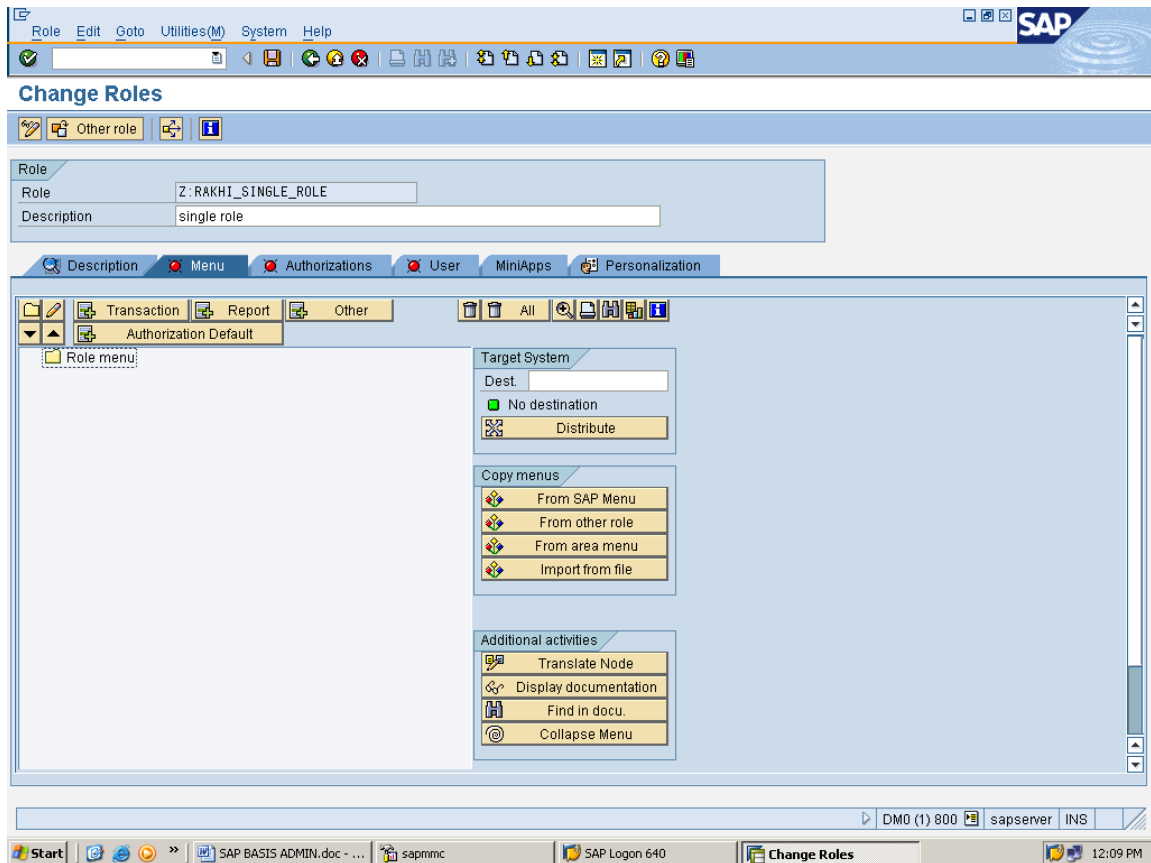 Role Edit Goto Utilities(M) System Help
SAP
Change Roles
Other role
Role
Role Z:RAKHI_SINGLE_ROLE
Description single role
Description Menu Authorizations User MiniApps Personalization
Transaction Report Other All
Authorization Default
Role menu
Target System
Dest.
No destination
Distribute
Copy menus
From SAP Menu
From other role
From area menu
Import from file
Additional activities
Translate Node
Display documentation
Find in docu.
Collapse Menu
DM0 (1) 800 sapserver INS
Start » SAP BASIS ADMIN.doc - ... sapmmc SAP Logon 640 Change Roles 12:09 PM